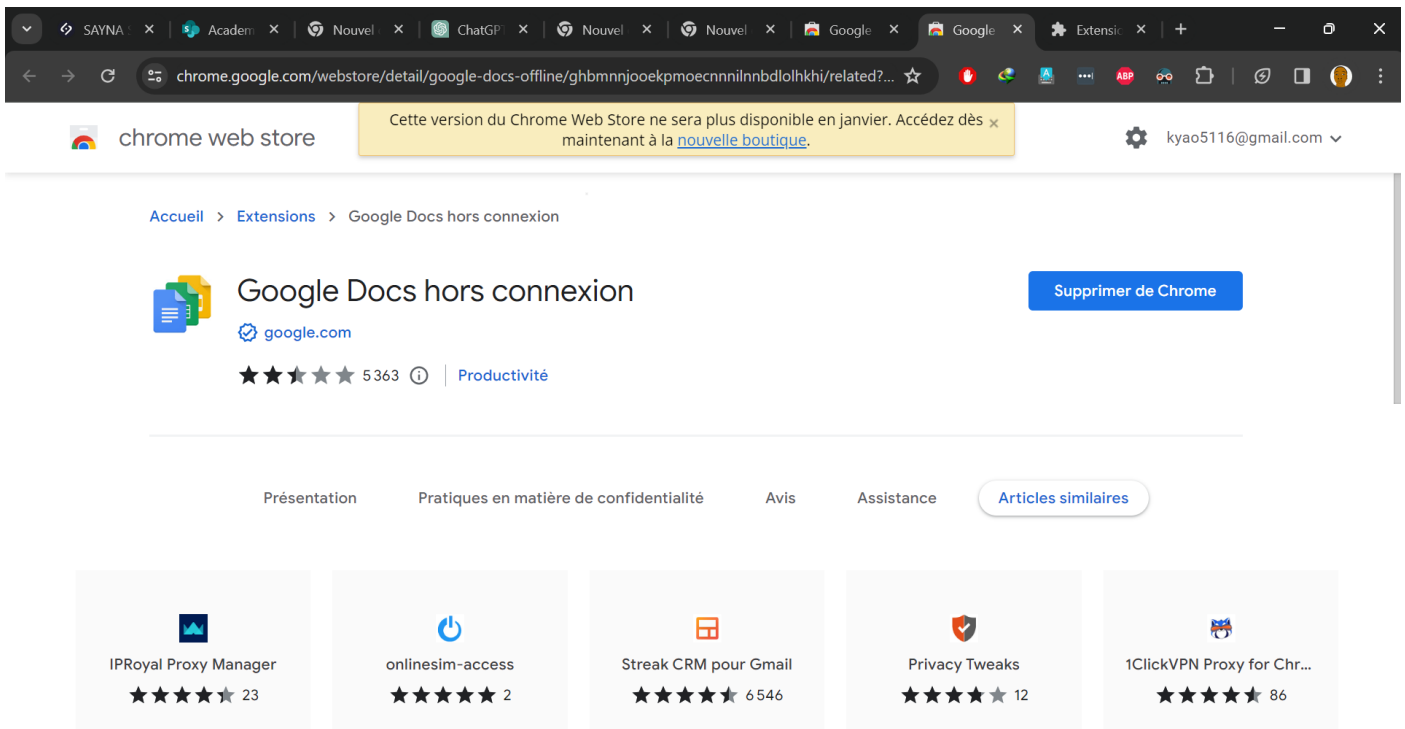 SAYNA
Academ
Nouvel
ChatGP
Nouvel
Nouvel
Google
Google
Extensic
chrome.google.com/webstore/detail/google-docs-offline/ghbmnnjooekpmoecnnnilnnbdlolhkhi/related?...
ABP
chrome web store
Cette version du Chrome Web Store ne sera plus disponible en janvier. Accédez dès
maintenant à la nouvelle boutique.
kyao5116@gmail.com
Accueil > Extensions > Google Docs hors connexion
Google Docs hors connexion
Supprimer de Chrome
google.com
5 363
Productivité
Présentation
Pratiques en matière de confidentialité
Avis
Assistance
Articles similaires
IPRoyal Proxy Manager
23
onlinesim-access
2
Streak CRM pour Gmail
6 546
Privacy Tweaks
12
1ClickVPN Proxy for Chr...
86